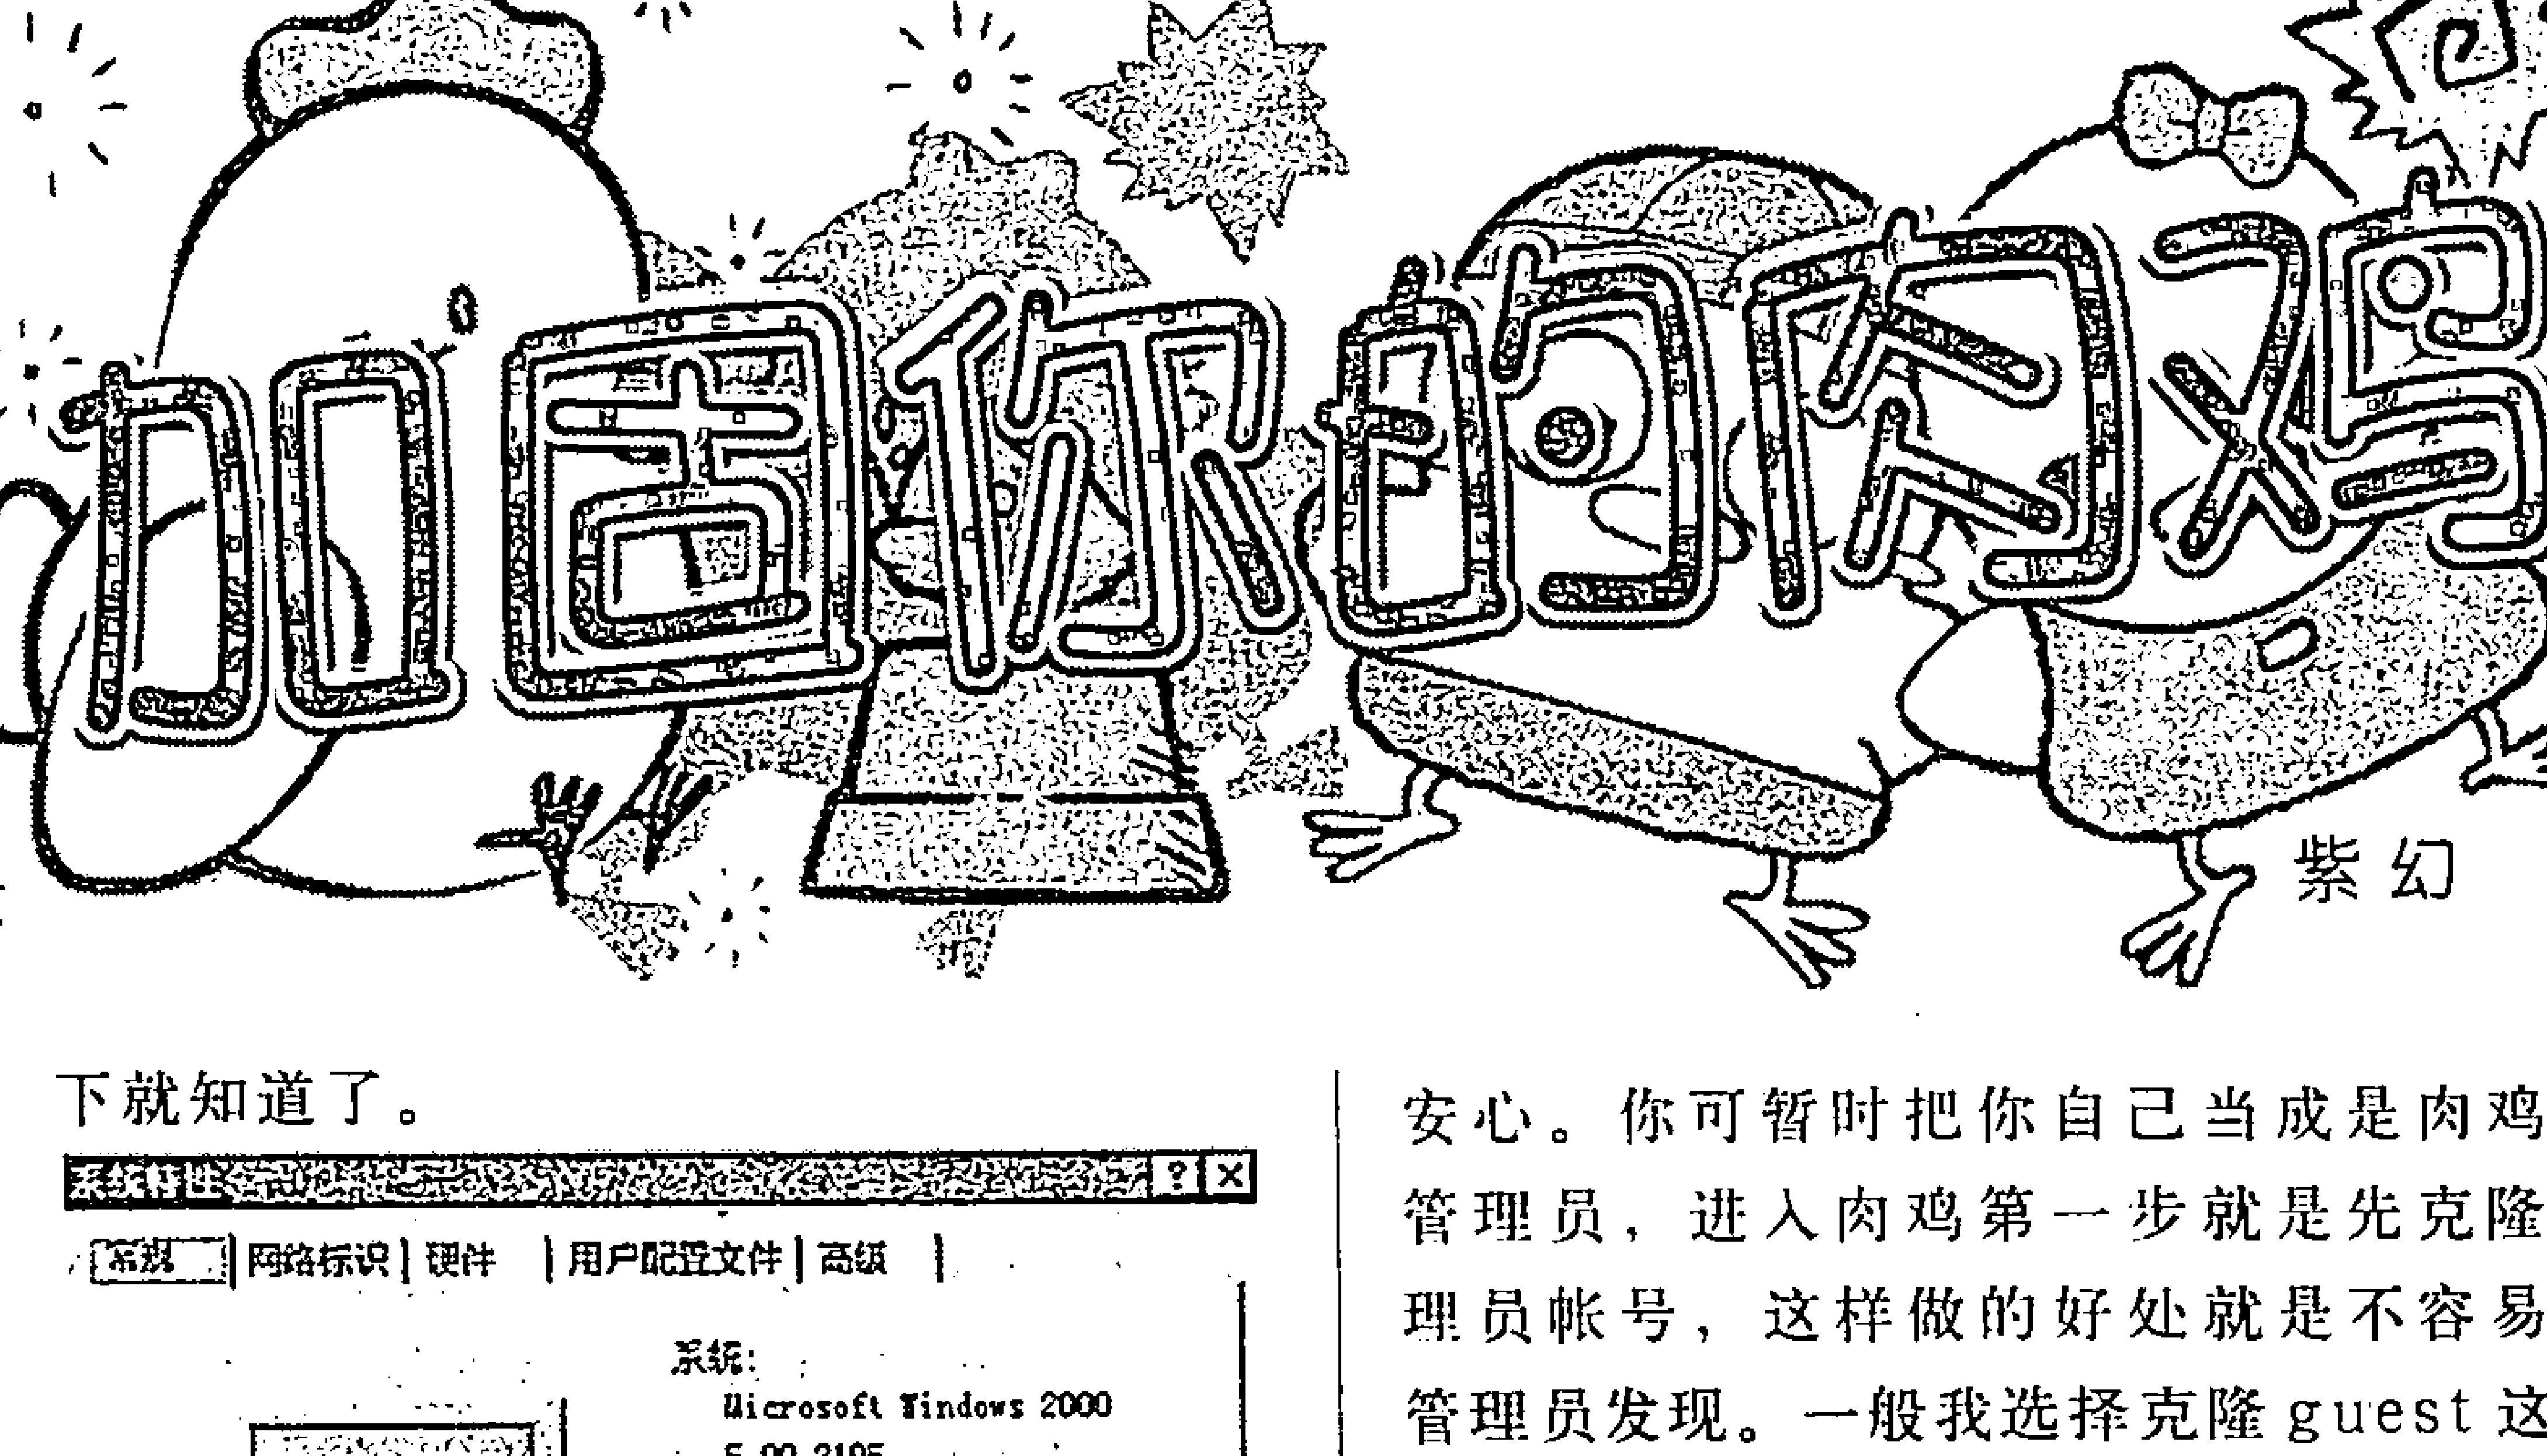 加固你的肉鸡
紫幻
下就知道了。
系统特性
常规 网络标识 硬件 用户配置文件 高级
系统:
Microsoft Windows 2000
5.00.2195
安心。你可暂时把你自己当成是肉鸡
管理员，进入肉鸡第一步就是先克隆
理员帐号，这样做的好处就是不容易
管理员发现。一般我选择克隆 guest 这